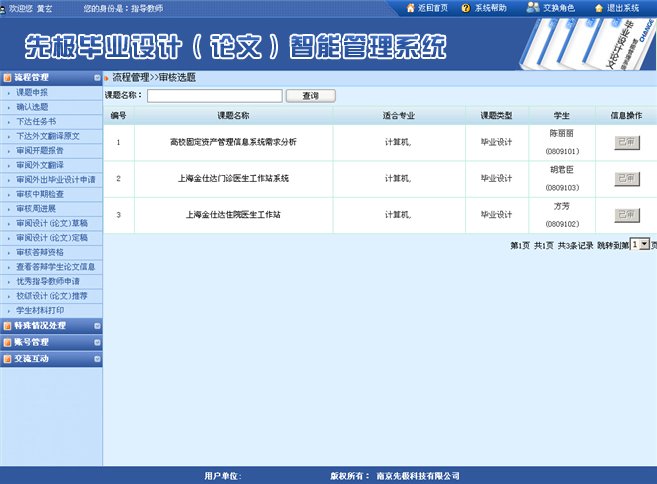 欢迎您 黄玄 您的身份是：指导教师 返回首页 系统帮助 交换角色 退出系统
先极毕业设计（论文）智能管理系统
毕业设计论文
CHANGE
流程管理
课题申报
确认选题
下达任务书
下达外文翻译原文
审阅开题报告
审阅外文翻译
审阅外出毕业设计申请
审核中期检查
审核周进展
审阅设计(论文)草稿
审阅设计(论文)定稿
审核答辩资格
查看答辩学生论文信息
优秀指导教师申请
校级设计(论文)推荐
学生材料打印
特殊情况处理
账号管理
交流互动
流程管理>>审核选题
课题名称： 查询
编号 课题名称 适合专业 课题类型 学生 信息操作
1 高校固定资产管理信息系统需求分析 计算机, 毕业设计 陈丽丽 (0809101) 已审
2 上海金仕达门诊医生工作站系统 计算机, 毕业设计 胡君臣 (0809103) 已审
3 上海金仕达住院医生工作站 计算机, 毕业设计 方芳 (0809102) 已审
第1页 共1页 共3条记录 跳转到第 1 页
用户单位: 版权所有： 南京先极科技有限公司